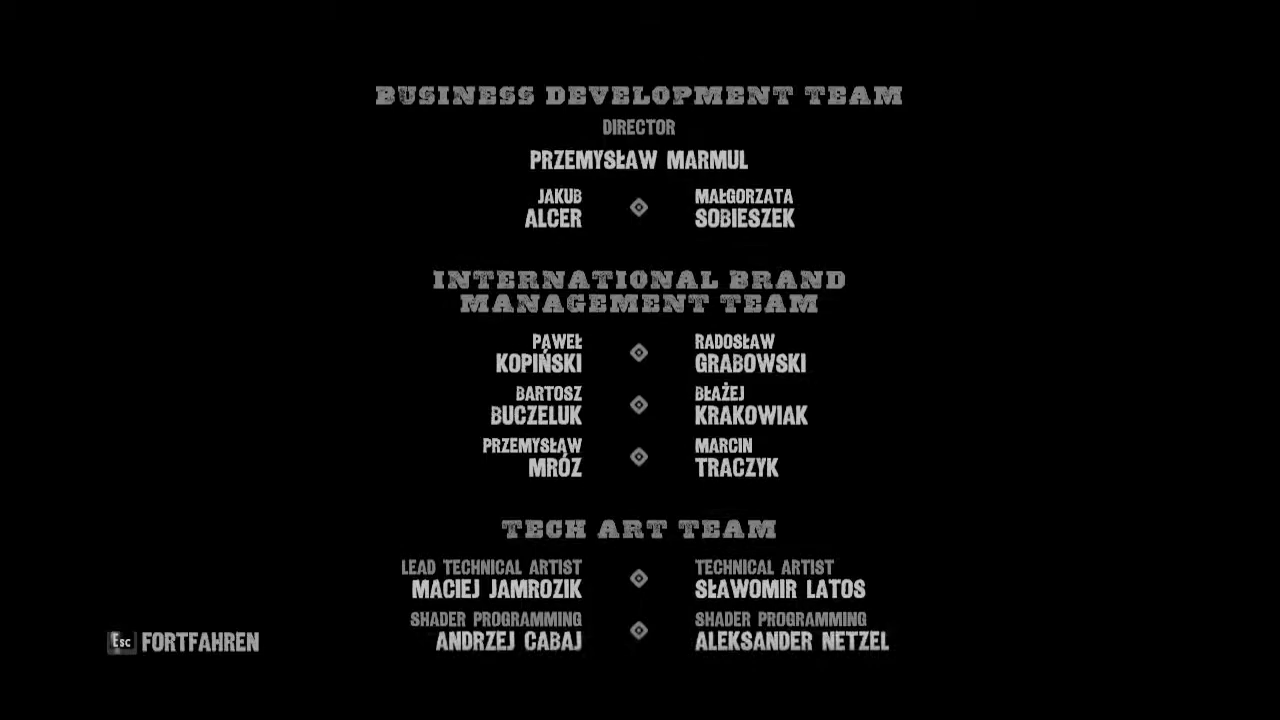 BUSINESS DEVELOPMENT TEAM
DIRECTOR
PRZEMYSŁAW MARMUL
JAKUB
ALCER
MAŁGORZATA
SOBIESZEK
INTERNATIONAL BRAND
MANAGEMENT TEAM
PAWEŁ
KOPIŃSKI
RADOSŁAW
GRABOWSKI
BARTOSZ
BUCZELUK
BŁAŻEJ
KRAKOWIAK
PRZEMYSŁAW
MRÓZ
MARCIN
TRACZYK
TECH ART TEAM
LEAD TECHNICAL ARTIST
MACIEJ JAMROZIK
TECHNICAL ARTIST
SŁAWOMIR LATOS
SHADER PROGRAMMING
ANDRZEJ CABAJ
SHADER PROGRAMMING
ALEKSANDER NETZEL
Esc FORTFAHREN